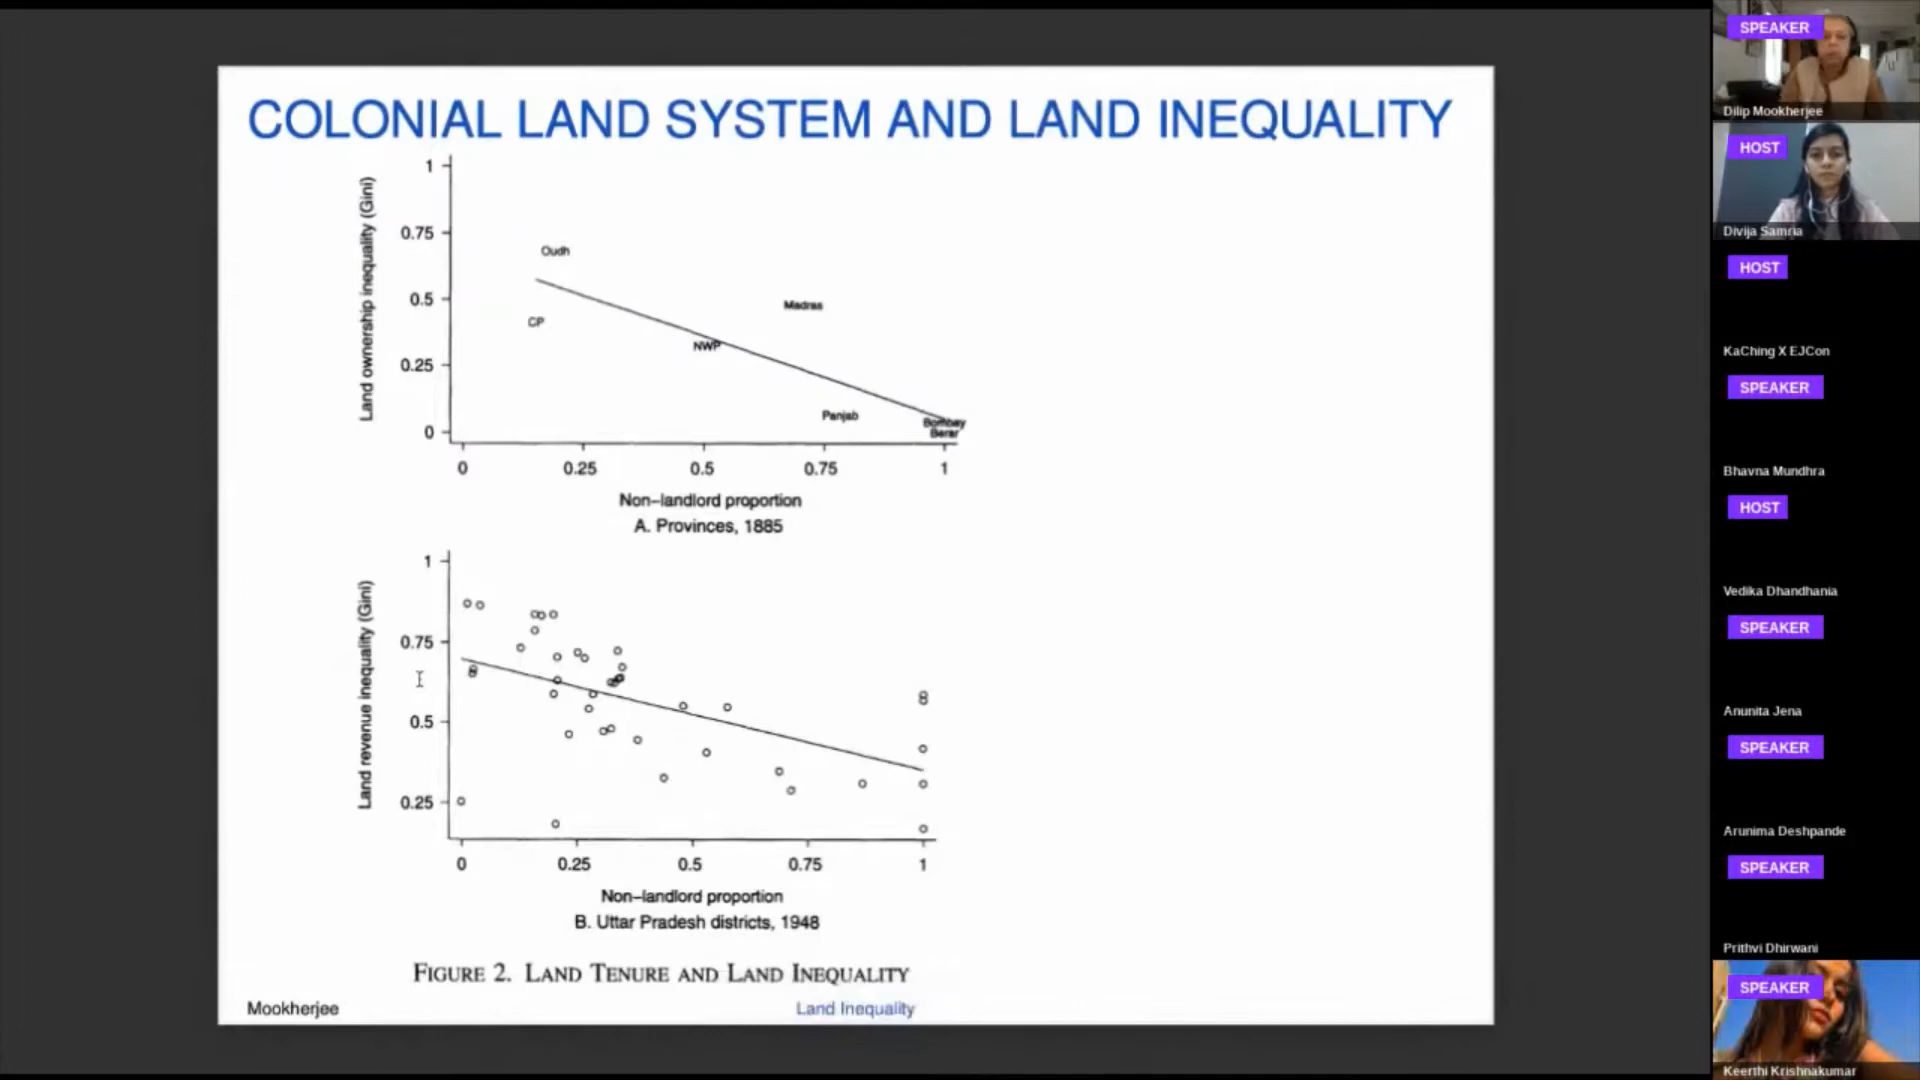 COLONIAL LAND SYSTEM AND LAND INEQUALITY
Land ownership inequality (Gini)
1
0.75
0.5
0.25
0
Oudh
CP
Madras
NWP
Panjab
Bombay
Berar
0 0.25 0.5 0.75 1
Non-landlord proportion
A. Provinces, 1885
Land revenue inequality (Gini)
1
0.75
0.5
0.25
0 0.25 0.5 0.75 1
Non-landlord proportion
B. Uttar Pradesh districts, 1948
FIGURE 2. LAND TENURE AND LAND INEQUALITY
Mookherjee
Land Inequality
SPEAKER
Dilip Mookherjee
HOST
Divija Samria
HOST
KaChing X EJCon
SPEAKER
Bhavna Mundhra
HOST
Vedika Dhandhania
SPEAKER
Anunita Jena
SPEAKER
Arunima Deshpande
SPEAKER
Prithvi Dhirwani
SPEAKER
Keerthi Krishnakumar